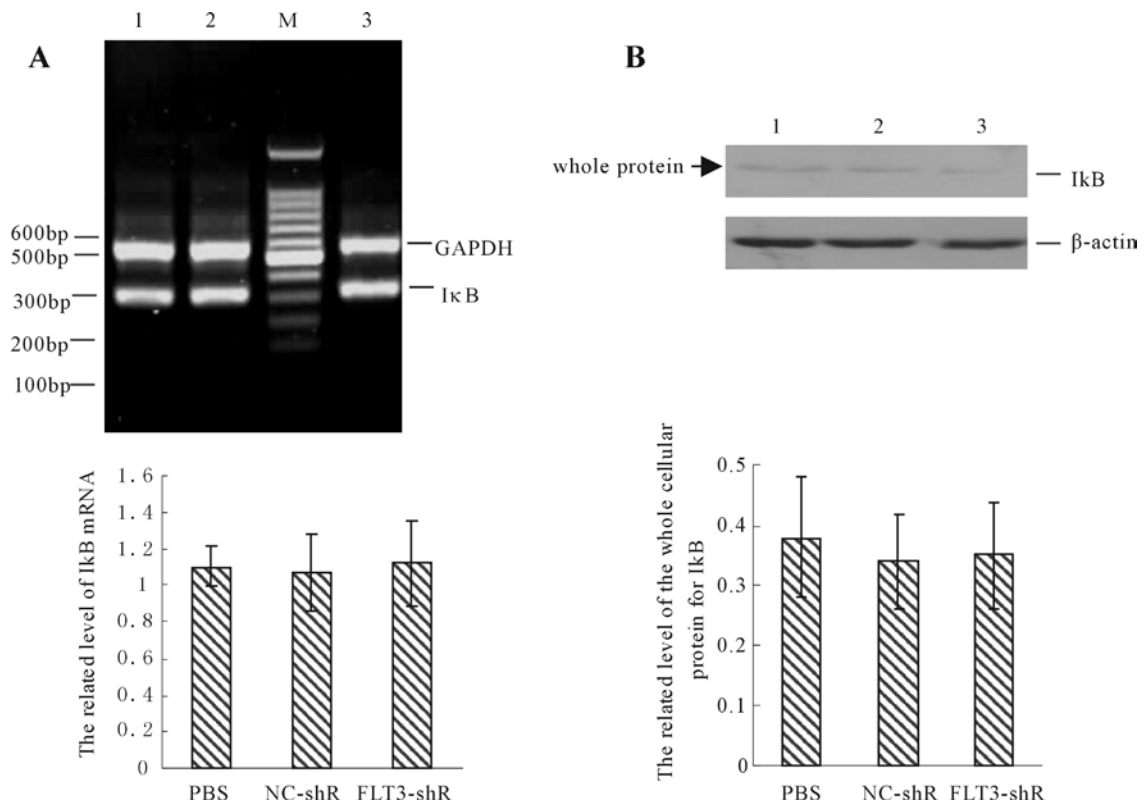 A
1 2 M 3
600bp
500bp
300bp
200bp
100bp
GAPDH
IκB
The related level of IkB mRNA
1.6
1.4
1.2
1
0.8
0.6
0.4
0.2
0
PBS NC-shR FLT3-shR
B
1 2 3
whole protein
IkB
β-actin
The related level of the whole cellular
protein for IkB
0.5
0.4
0.3
0.2
0.1
0
PBS NC-shR FLT3-shR